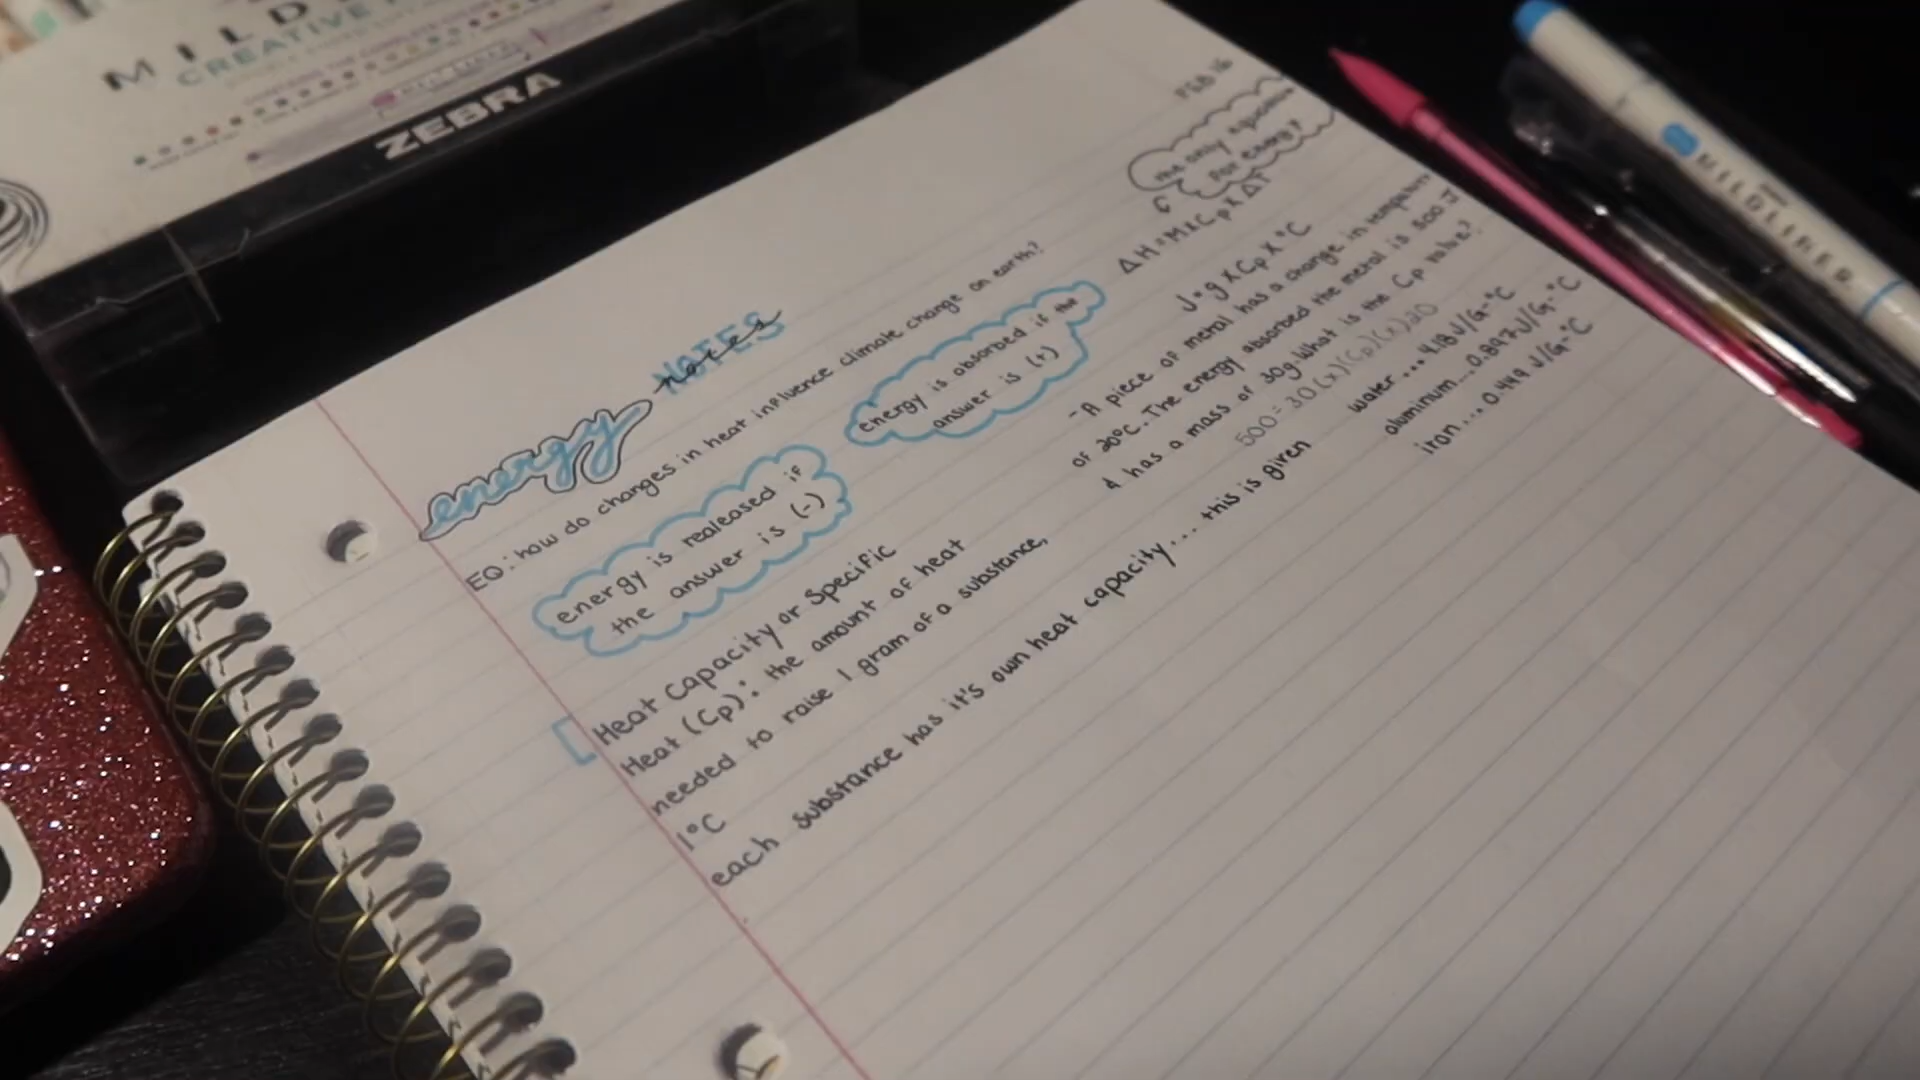 MILD
CREATIVE
ZEBRA
MILDLINER
FEB 16
energy
NOTES
notes
EQ: how do changes in heat influence climate change on earth?
energy is realeased if
the answer is (-)
energy is absorbed if the
answer is (+)
the only equation
for energy!
ΔH = M x Cp x ΔT
J = g x Cp x °C
- A piece of metal has a change in
of 20°C. The energy absorbed the metal is 500 J
& has a mass of 30g. What is the Cp value?
500 = 30(x)(Cp)(x)20
water... 4.18 J/G-°C
aluminum... 0.897 J/G-°C
iron... 0.449 J/G-°C
Heat Capacity or Specific
Heat (Cp): the amount of heat
needed to raise 1 gram of a substance,
1°C
each substance has it's own heat capacity... this is given